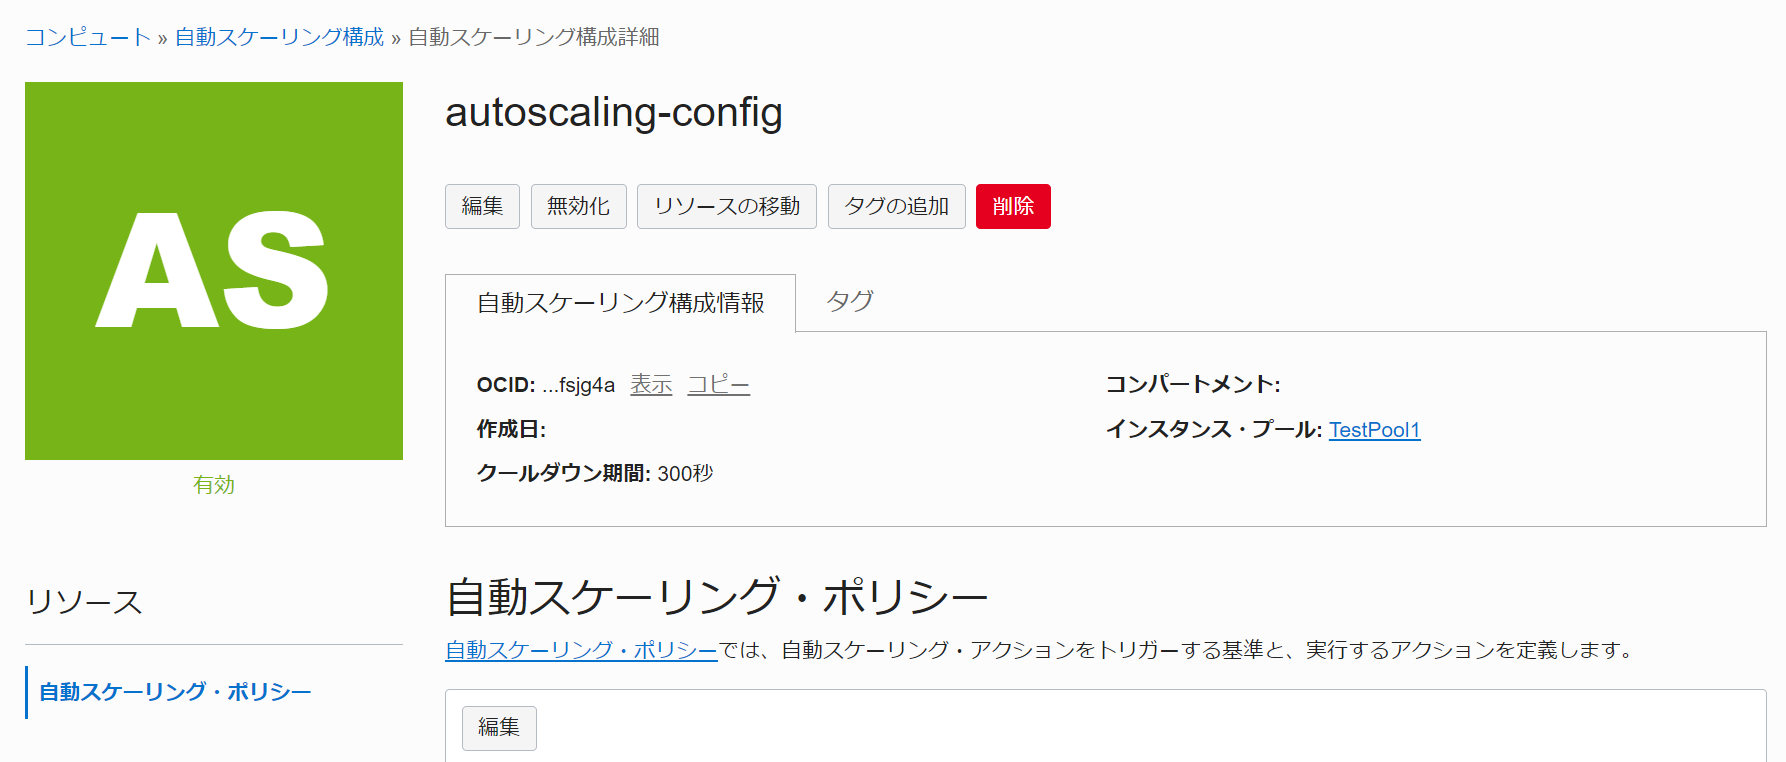 コンピュート » 自動スケーリング構成 » 自動スケーリング構成詳細
AS
有効
autoscaling-config
編集 無効化 リソースの移動 タグの追加 削除
自動スケーリング構成情報 タグ
OCID: ...fsjg4a 表示 コピー
作成日:
クールダウン期間: 300秒
コンパートメント:
インスタンス・プール: TestPool1
リソース
自動スケーリング・ポリシー
自動スケーリング・ポリシー
自動スケーリング・ポリシーでは、自動スケーリング・アクションをトリガーする基準と、実行するアクションを定義します。
編集